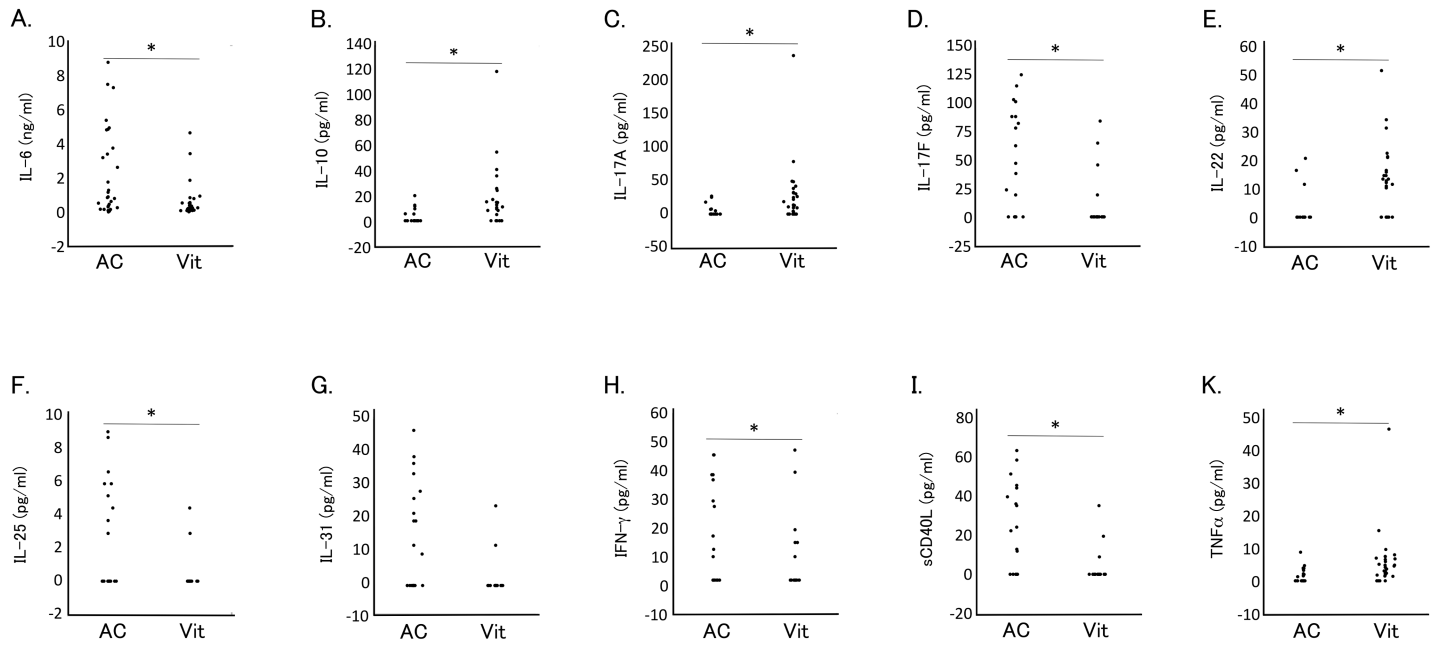 A.
IL-6 (ng/ml)
10
8
6
4
2
0
-2
*
AC Vit
B.
IL-10 (pg/ml)
140
120
100
80
60
40
20
0
-20
*
AC Vit
C.
IL-17A (pg/ml)
250
200
150
100
50
0
-50
*
AC Vit
D.
IL-17F (pg/ml)
150
125
100
75
50
25
0
-25
*
AC Vit
E.
IL-22 (pg/ml)
60
50
40
30
20
10
0
-10
*
AC Vit
F.
IL-25 (pg/ml)
10
8
6
4
2
0
-2
*
AC Vit
G.
IL-31 (pg/ml)
50
40
30
20
10
0
-10
AC Vit
H.
IFN-γ (pg/ml)
60
50
40
30
20
10
0
-10
*
AC Vit
I.
sCD40L (pg/ml)
80
60
40
20
0
-20
*
AC Vit
K.
TNFα (pg/ml)
50
40
30
20
10
0
-10
*
AC Vit